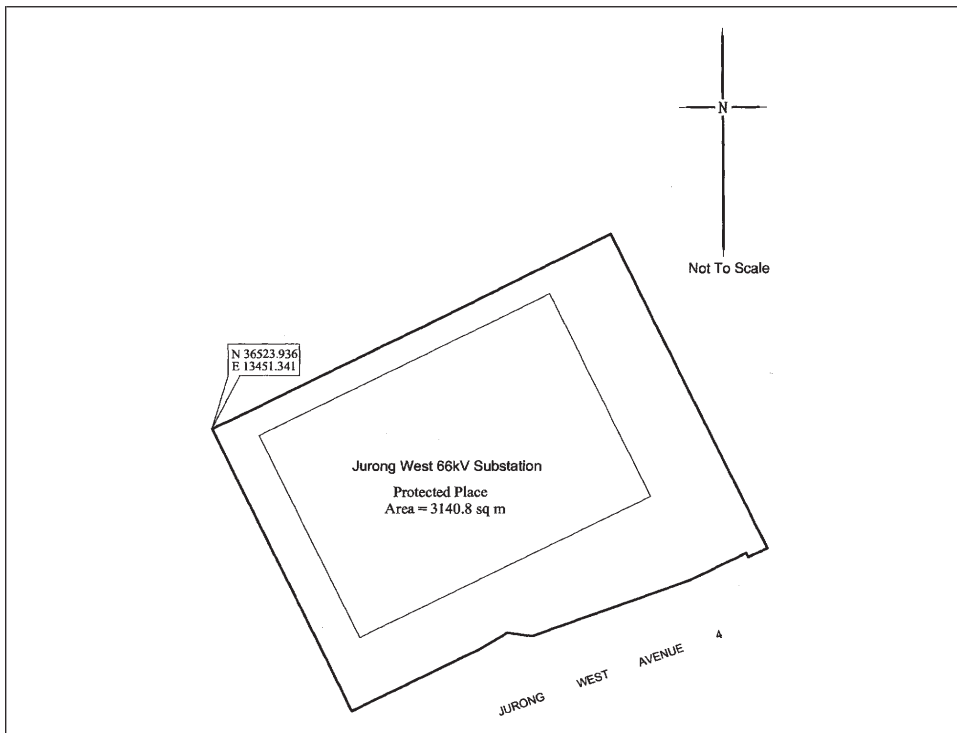 N
Not To Scale
N 36523.936
E 13451.341
Jurong West 66kV Substation
Protected Place
Area = 3140.8 sq m
JURONG WEST AVENUE 4